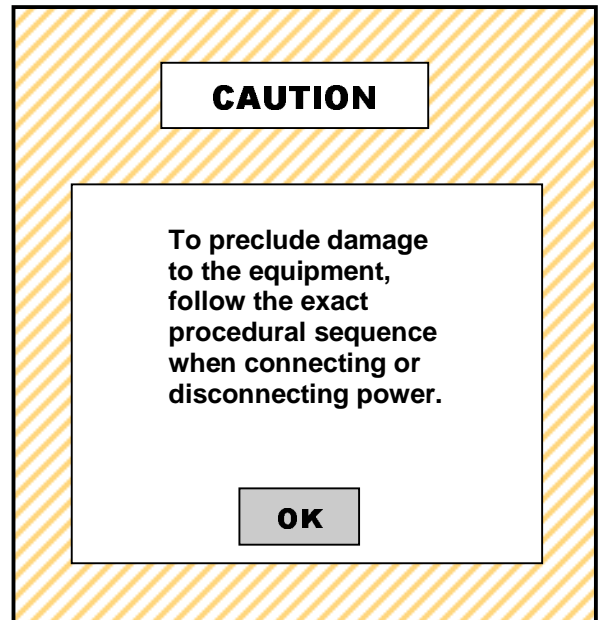 CAUTION
To preclude damage
to the equipment,
follow the exact
procedural sequence
when connecting or
disconnecting power.
OK